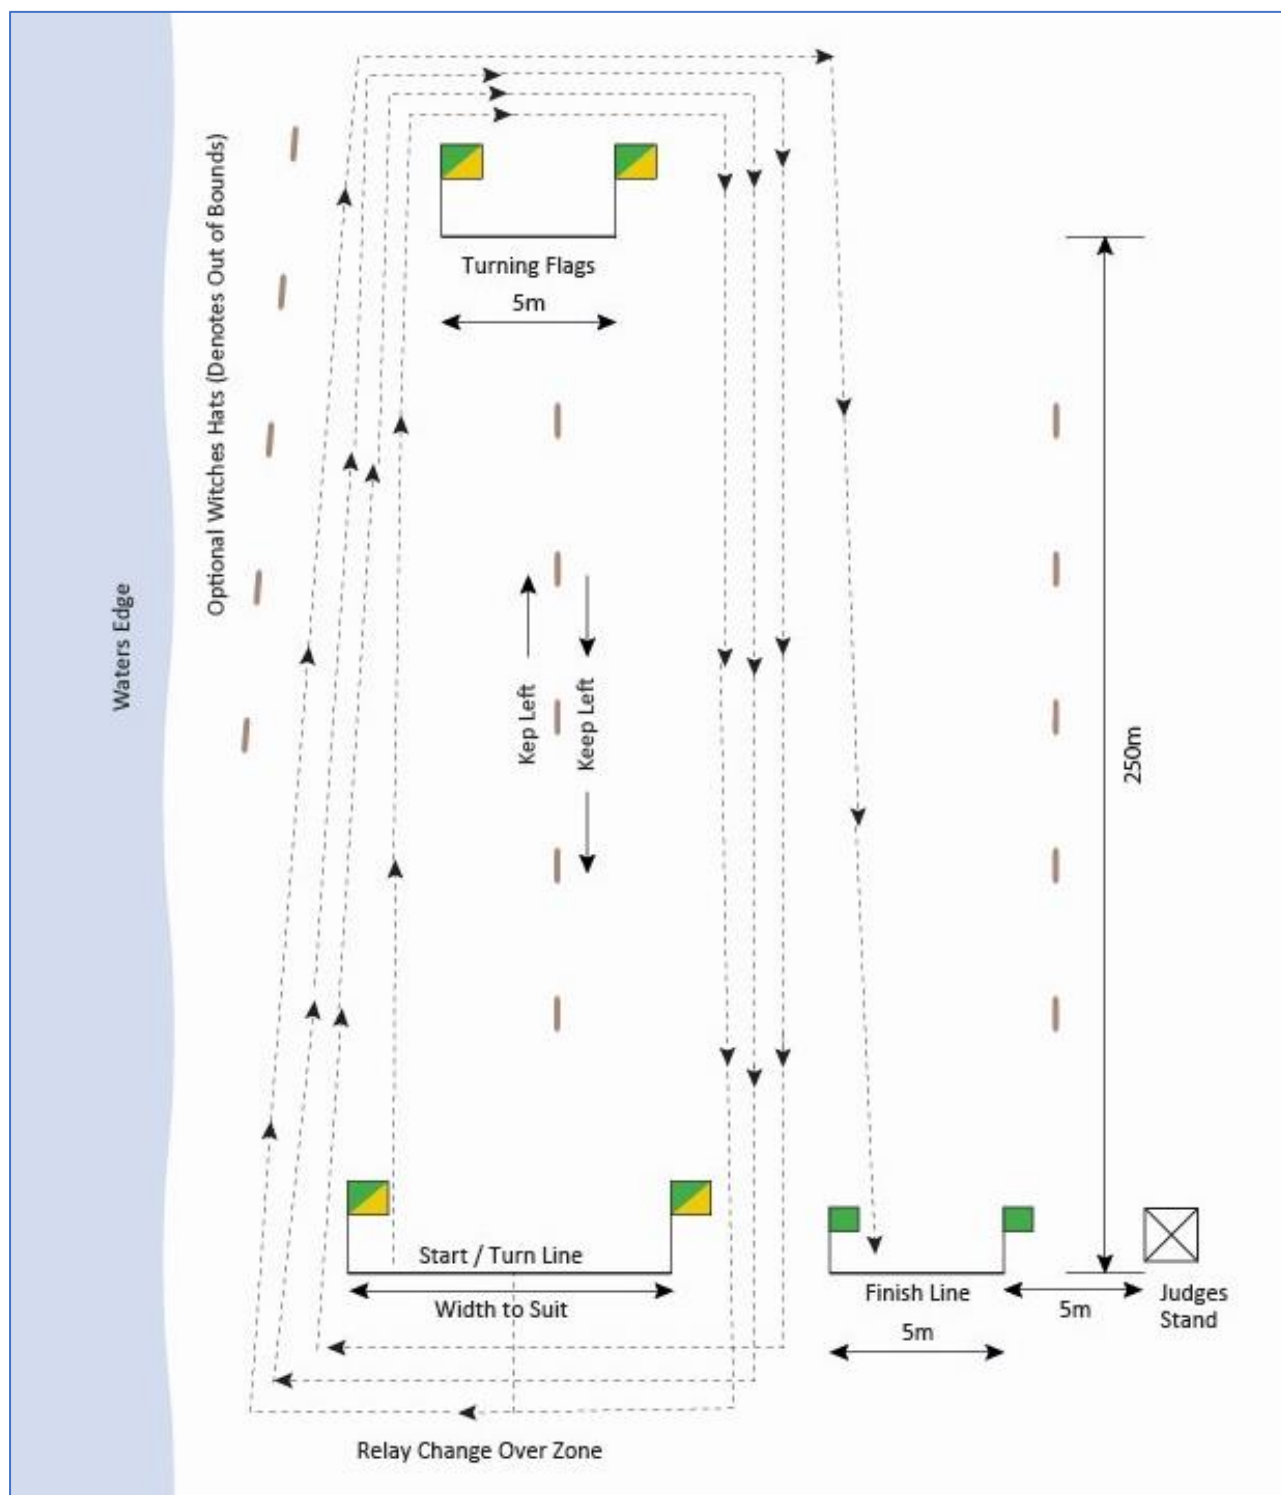 Optional Witches Hats (Denotes Out of Bounds)
Waters Edge
Turning Flags
5m
Kep Left
Keep Left
250m
Start / Turn Line
Width to Suit
Finish Line
5m
5m
Judges
Stand
Relay Change Over Zone